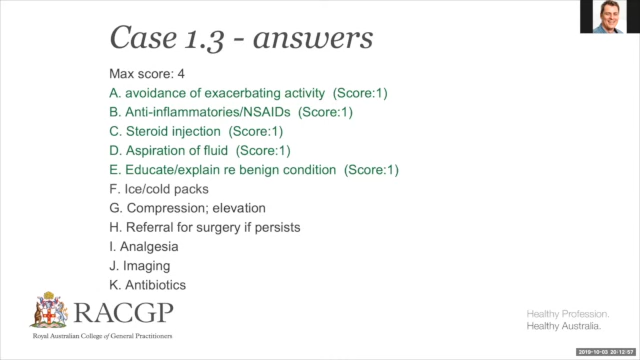 Case 1.3 - answers
Max score: 4
A. avoidance of exacerbating activity (Score:1)
B. Anti-inflammatories/NSAIDs (Score:1)
C. Steroid injection (Score:1)
D. Aspiration of fluid (Score:1)
E. Educate/explain re benign condition (Score:1)
F. Ice/cold packs
G. Compression; elevation
H. Referral for surgery if persists
I. Analgesia
J. Imaging
K. Antibiotics
RACGP
Royal Australian College of General Practitioners
Healthy Profession.
Healthy Australia.
2019-10-03 20:12:57